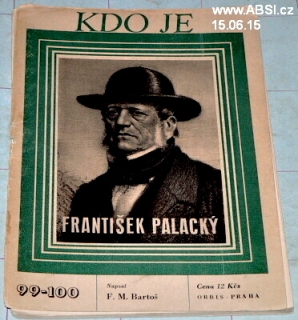 www.ABSI.cz
15.06.15
KDO JE
FRANTIŠEK PALACKÝ
99-100
Napsal
F. M. Bartoš
Cena 12 Kčs
ORBIS - PRAHA